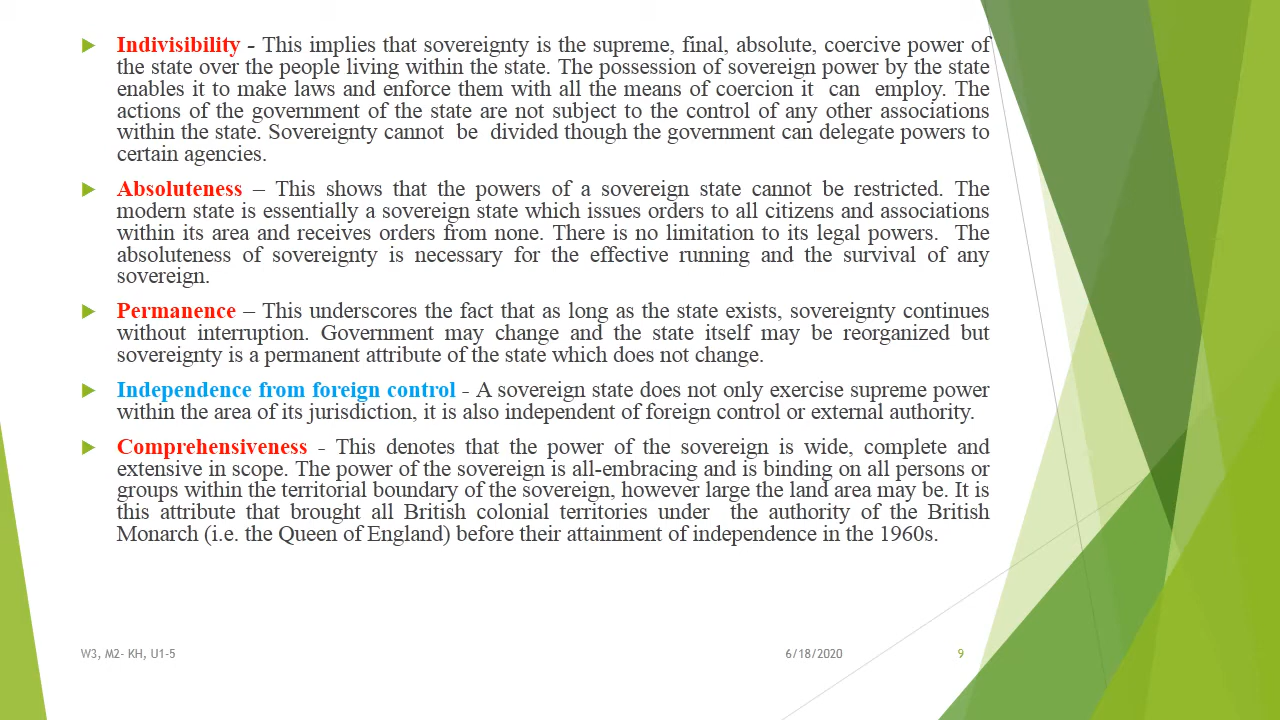 Indivisibility - This implies that sovereignty is the supreme, final, absolute, coercive power of
the state over the people living within the state. The possession of sovereign power by the state
enables it to make laws and enforce them with all the means of coercion it can employ. The
actions of the government of the state are not subject to the control of any other associations
within the state. Sovereignty cannot be divided though the government can delegate powers to
certain agencies.
Absoluteness – This shows that the powers of a sovereign state cannot be restricted. The
modern state is essentially a sovereign state which issues orders to all citizens and associations
within its area and receives orders from none. There is no limitation to its legal powers. The
absoluteness of sovereignty is necessary for the effective running and the survival of any
sovereign.
Permanence – This underscores the fact that as long as the state exists, sovereignty continues
without interruption. Government may change and the state itself may be reorganized but
sovereignty is a permanent attribute of the state which does not change.
Independence from foreign control - A sovereign state does not only exercise supreme power
within the area of its jurisdiction, it is also independent of foreign control or external authority.
Comprehensiveness - This denotes that the power of the sovereign is wide, complete and
extensive in scope. The power of the sovereign is all-embracing and is binding on all persons or
groups within the territorial boundary of the sovereign, however large the land area may be. It is
this attribute that brought all British colonial territories under the authority of the British
Monarch (i.e. the Queen of England) before their attainment of independence in the 1960s.
W3, M2- KH, U1-5
6/18/2020
9